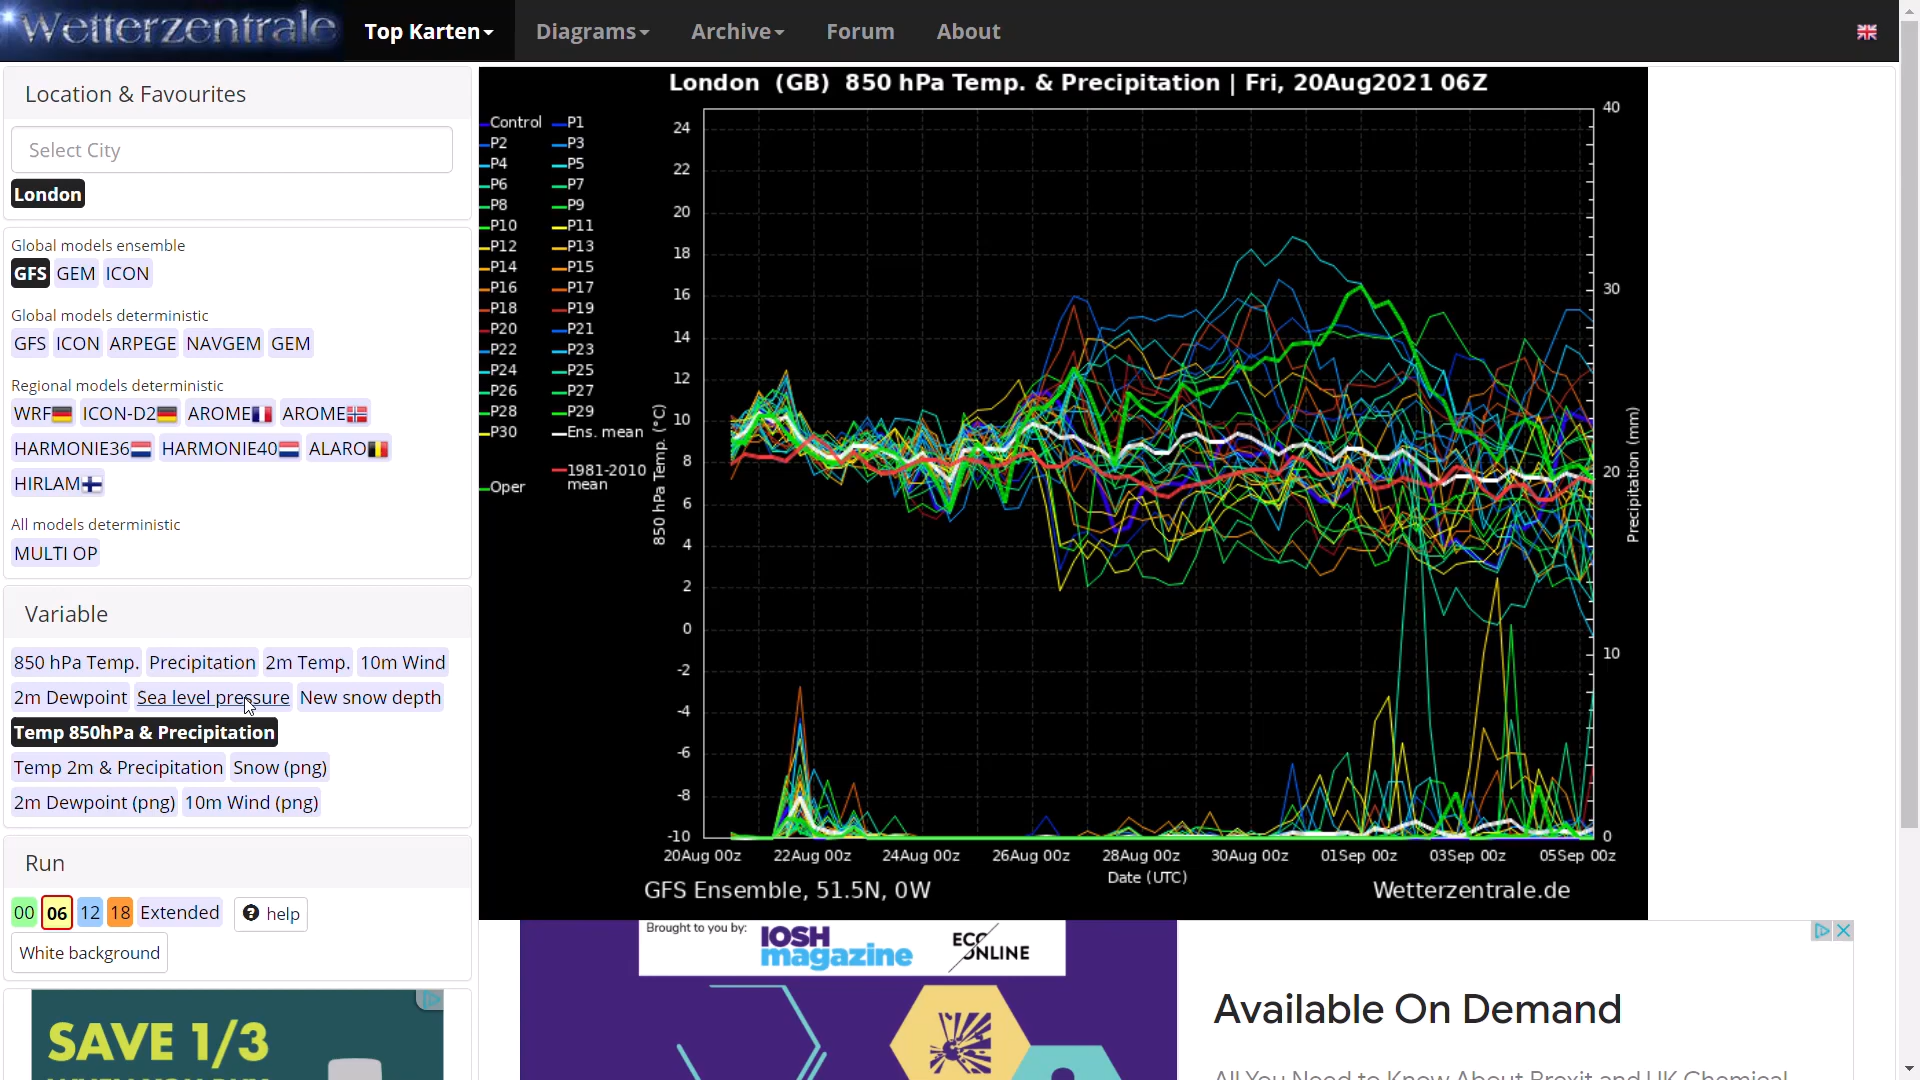 Wetterzentrale
Top Karten
Diagrams
Archive
Forum
About
Location & Favourites
Select City
London
Global models ensemble
GFS GEM ICON
Global models deterministic
GFS ICON ARPEGE NAVGEM GEM
Regional models deterministic
WRF ICON-D2 AROME AROME
HARMONIE36 HARMONIE40 ALARO
HIRLAM
All models deterministic
MULTI OP
Variable
850 hPa Temp. Precipitation 2m Temp. 10m Wind
2m Dewpoint Sea level pressure New snow depth
Temp 850hPa & Precipitation
Temp 2m & Precipitation Snow (png)
2m Dewpoint (png) 10m Wind (png)
Run
00 06 12 18 Extended help
White background
SAVE 1/3
London (GB) 850 hPa Temp. & Precipitation | Fri, 20Aug2021 06Z
Control P1
P2 P3
P4 P5
P6 P7
P8 P9
P10 P11
P12 P13
P14 P15
P16 P17
P18 P19
P20 P21
P22 P23
P24 P25
P26 P27
P28 P29
P30 Ens. mean
1981-2010
mean
Oper
850 hPa Temp. (°C)
24
22
20
18
16
14
12
10
8
6
4
2
0
-2
-4
-6
-8
-10
40
30
20
10
0
Precipitation (mm)
20Aug 00z 22Aug 00z 24Aug 00z 26Aug 00z 28Aug 00z 30Aug 00z 01Sep 00z 03Sep 00z 05Sep 00z
Date (UTC)
GFS Ensemble, 51.5N, 0W
Wetterzentrale.de
Brought to you by:
IOSH
magazine
ECO
ONLINE
Available On Demand
All You Need to Know About Brexit and UK Chemical